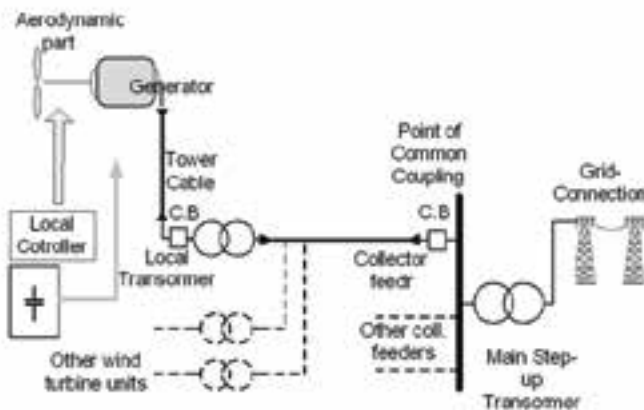 Aerodynamic
part
Generator
Tower
Cable
C.B
Local
Transormer
Local
Cotroller
Point of
Common
Coupling
C.B
Collector
feedr
Grid-
Connection
Other coll.
feeders
Other wind
turbine units
Main Step-
up
Transormer